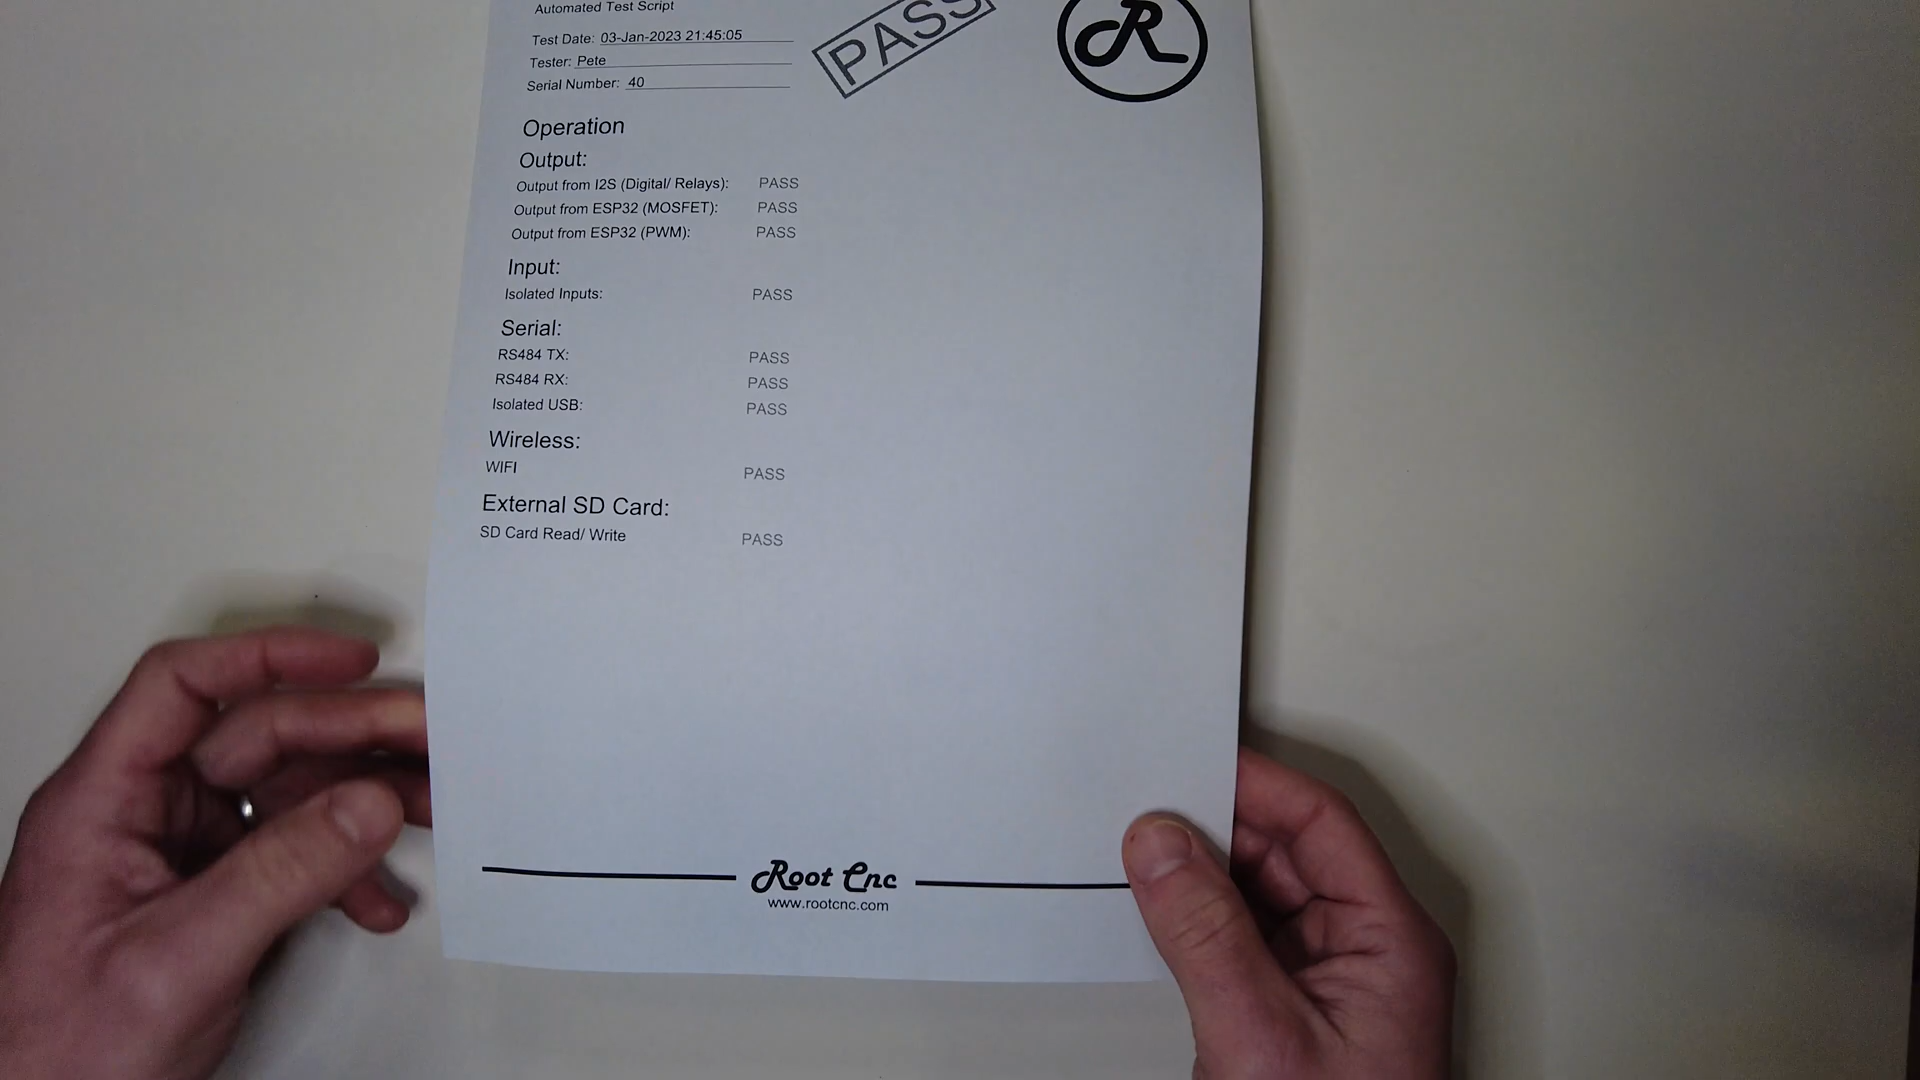 Automated Test Script
PASS
R
Test Date: 03-Jan-2023 21:45:05
Tester: Pete
Serial Number: 40
Operation
Output:
Output from I2S (Digital/ Relays): PASS
Output from ESP32 (MOSFET): PASS
Output from ESP32 (PWM): PASS
Input:
Isolated Inputs: PASS
Serial:
RS484 TX: PASS
RS484 RX: PASS
Isolated USB: PASS
Wireless:
WIFI PASS
External SD Card:
SD Card Read/ Write PASS
Root Cnc
www.rootcnc.com